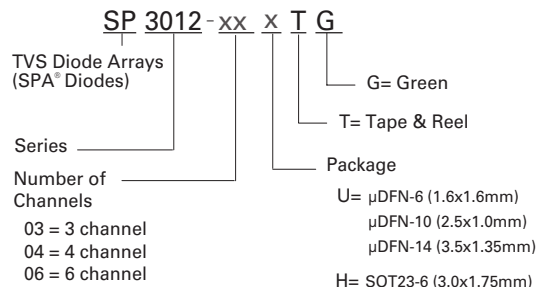 SP 3012 - xx x T G
TVS Diode Arrays
(SPA® Diodes)
G= Green
T= Tape & Reel
Series
Number of
Channels
03 = 3 channel
04 = 4 channel
06 = 6 channel
Package
U= µDFN-6 (1.6x1.6mm)
µDFN-10 (2.5x1.0mm)
µDFN-14 (3.5x1.35mm)
H= SOT23-6 (3.0x1.75mm)